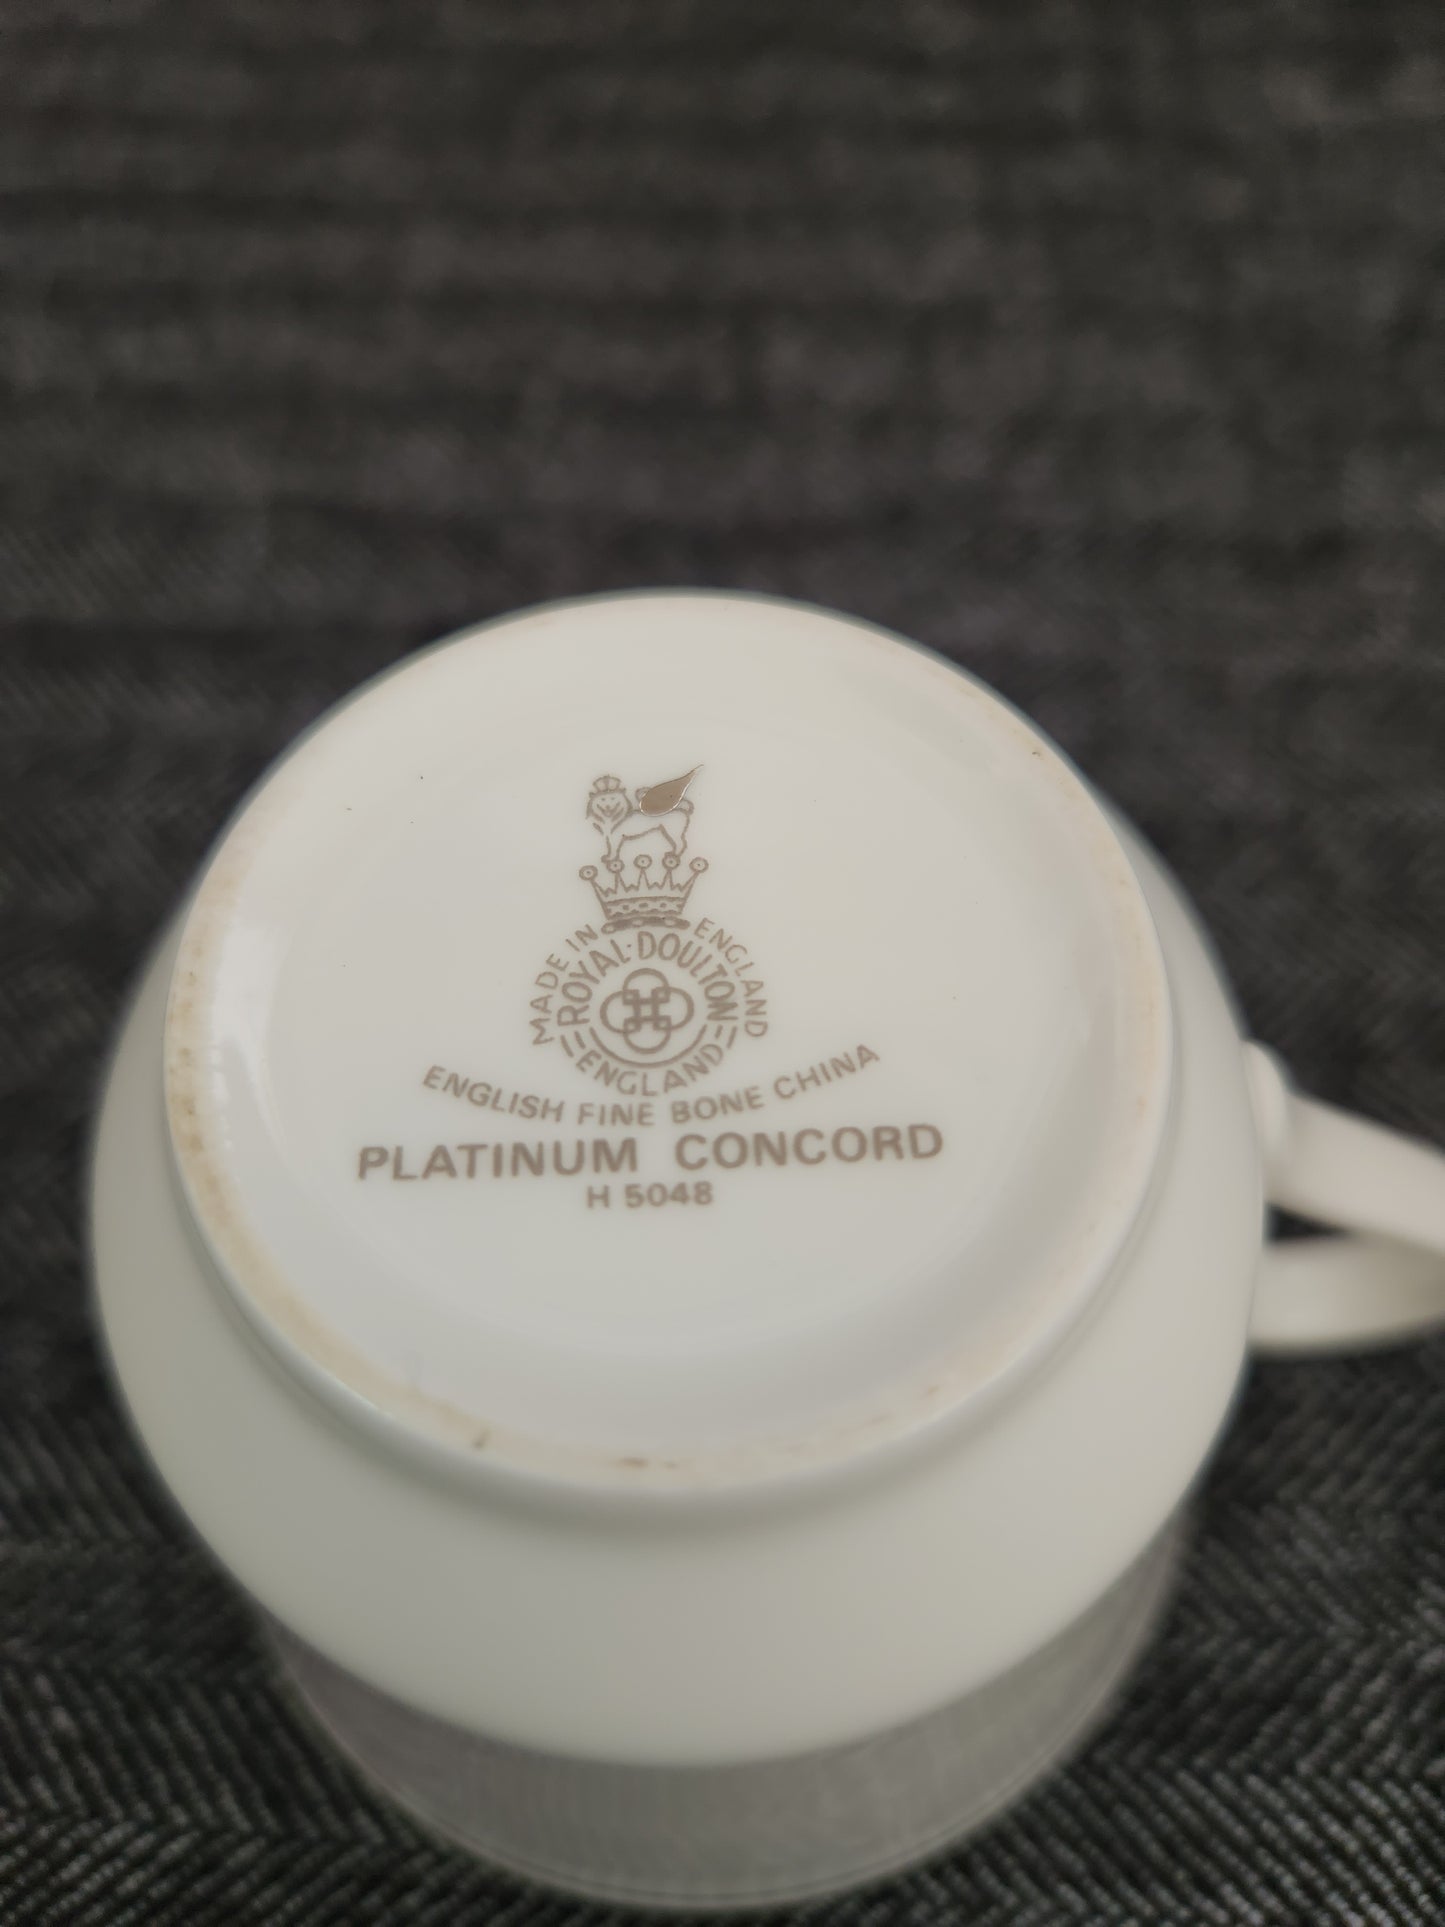 MADE IN ENGLAND
ROYAL·DOULTON
ENGLAND
ENGLISH FINE BONE CHINA
PLATINUM CONCORD
H 5048